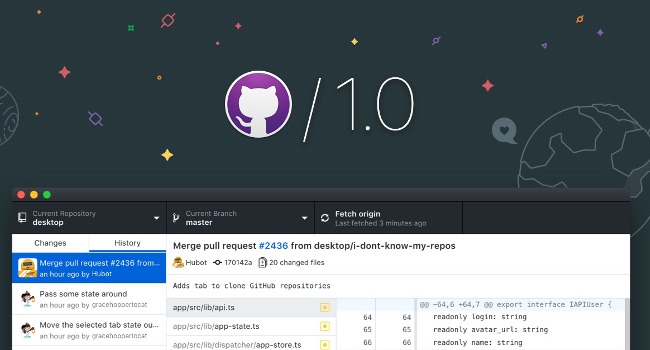 / 1.0
Current Repository
desktop
Current Branch
master
Fetch origin
Last fetched 3 minutes ago
Changes
History
Merge pull request #2436 from…
an hour ago by Hubot
Pass some state around
an hour ago by gracehoppertocat
Move the selected tab state ou…
an hour ago by gracehoppertocat
Merge pull request #2436 from desktop/i-dont-know-my-repos
Hubot 170142a 20 changed files
Adds tab to clone GitHub repositories
app/src/lib/api.ts
app/src/lib/app-state.ts
app/src/lib/dispatcher/app-store.ts
@@ -64,6 +64,7 @@ export interface IAPIUser {
64 64 readonly login: string
65 65 readonly avatar_url: string
66 66 readonly name: string